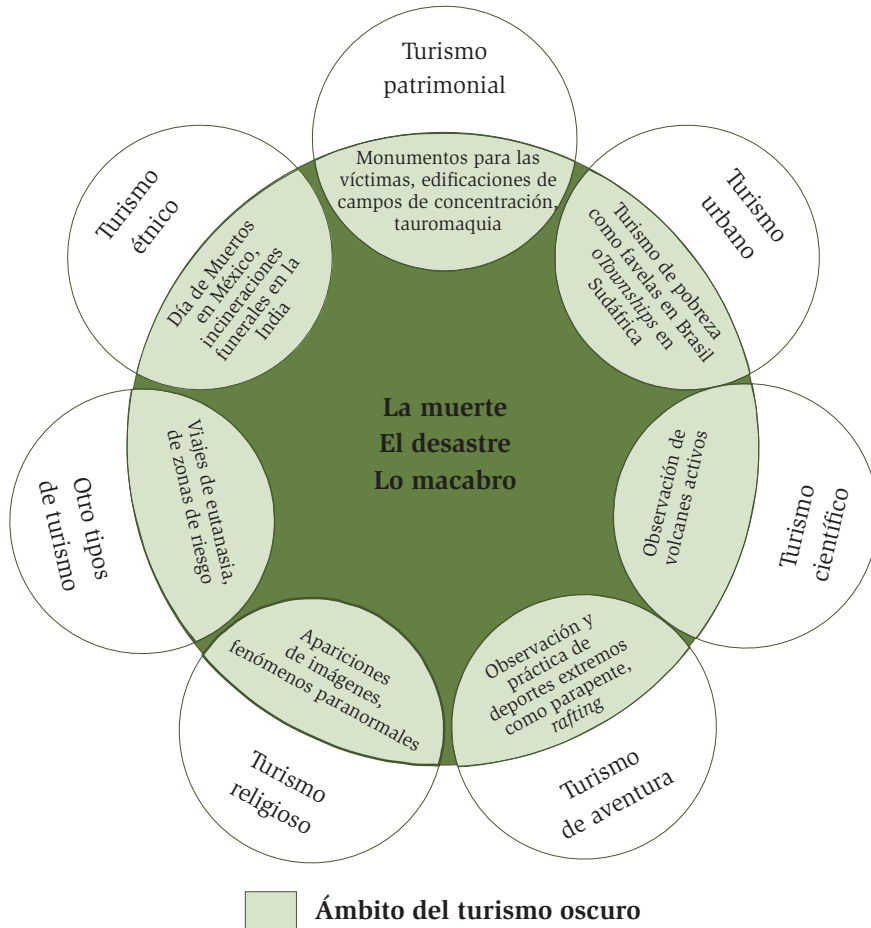 Turismo
patrimonial
Monumentos para las
víctimas, edificaciones de
campos de concentración,
tauromaquia
Turismo
urbano
Turismo de pobreza
como favelas en Brasil
oTownships en
Sudáfrica
Turismo
científico
Observación de
volcanes activos
Turismo
de aventura
Observación y
práctica de
deportes extremos
como parapente,
rafting
Turismo
religioso
Apariciones
de imágenes,
fenómenos paranormales
Otro tipos
de turismo
Viajes de eutanasia,
de zonas de riesgo
Turismo
étnico
Día de Muertos
en México,
incineraciones
funerales en la
India
La muerte
El desastre
Lo macabro
Ámbito del turismo oscuro